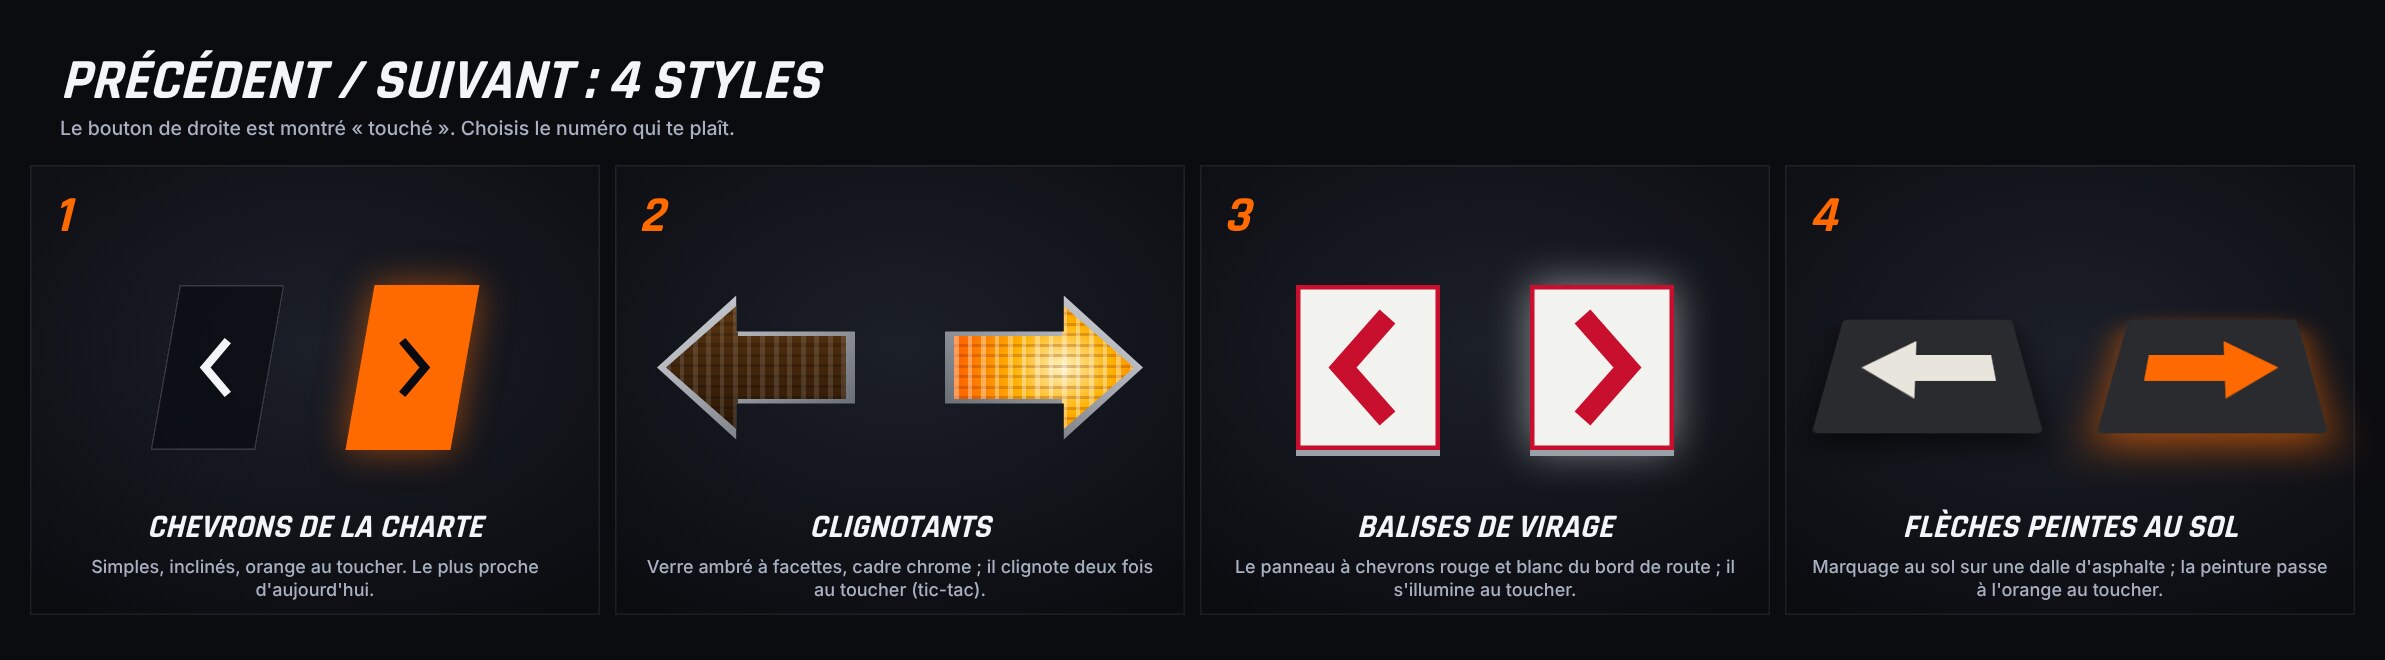 PRÉCÉDENT / SUIVANT : 4 STYLES
Le bouton de droite est montré « touché ». Choisis le numéro qui te plaît.
1
CHEVRONS DE LA CHARTE
Simples, inclinés, orange au toucher. Le plus proche
d'aujourd'hui.
2
CLIGNOTANTS
Verre ambré à facettes, cadre chrome ; il clignote deux fois
au toucher (tic-tac).
3
BALISES DE VIRAGE
Le panneau à chevrons rouge et blanc du bord de route ; il
s'illumine au toucher.
4
FLÈCHES PEINTES AU SOL
Marquage au sol sur une dalle d'asphalte ; la peinture passe
à l'orange au toucher.